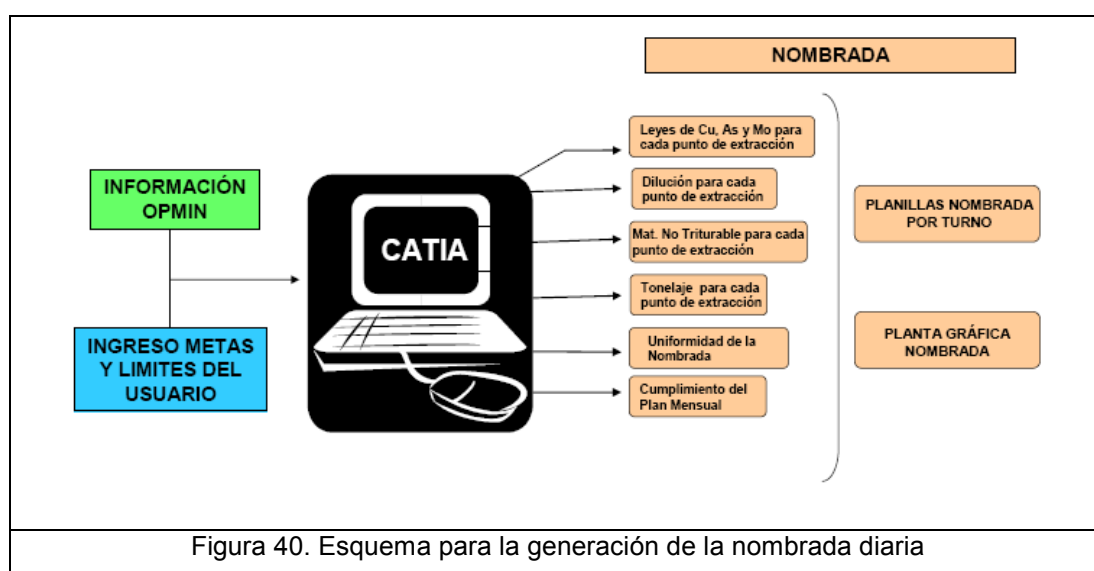 NOMBRADA
INFORMACIÓN
OPMIN
INGRESO METAS
Y LIMITES DEL
USUARIO
CATIA
Leyes de Cu, As y Mo para
cada punto de extracción
Dilución para cada
punto de extracción
Mat. No Triturable para cada
punto de extracción
Tonelaje para cada
punto de extracción
Uniformidad de la
Nombrada
Cumplimiento del
Plan Mensual
PLANILLAS NOMBRADA
POR TURNO
PLANTA GRÁFICA
NOMBRADA
Figura 40. Esquema para la generación de la nombrada diaria